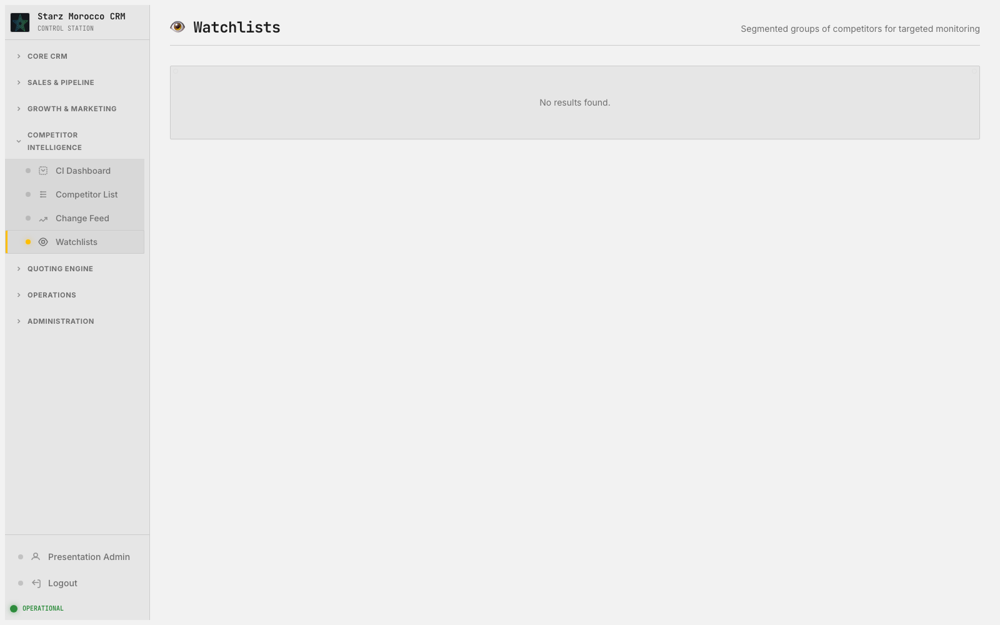 Starz Morocco CRM
CONTROL STATION
CORE CRM
SALES & PIPELINE
GROWTH & MARKETING
COMPETITOR
INTELLIGENCE
CI Dashboard
Competitor List
Change Feed
Watchlists
QUOTING ENGINE
OPERATIONS
ADMINISTRATION
Presentation Admin
Logout
OPERATIONAL
Watchlists
Segmented groups of competitors for targeted monitoring
No results found.